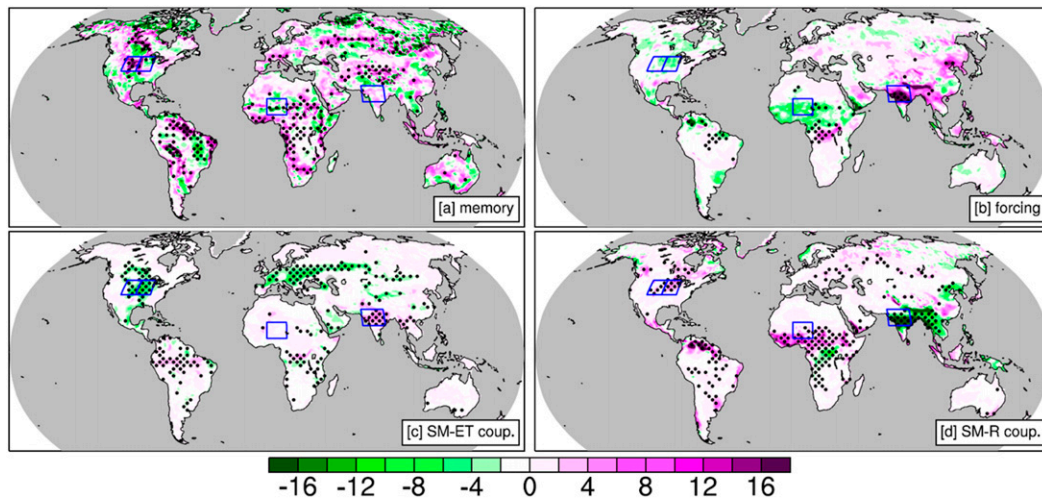 [a] memory
[b] forcing
[c] SM-ET coup.
[d] SM-R coup.
-16 -12 -8 -4 0 4 8 12 16